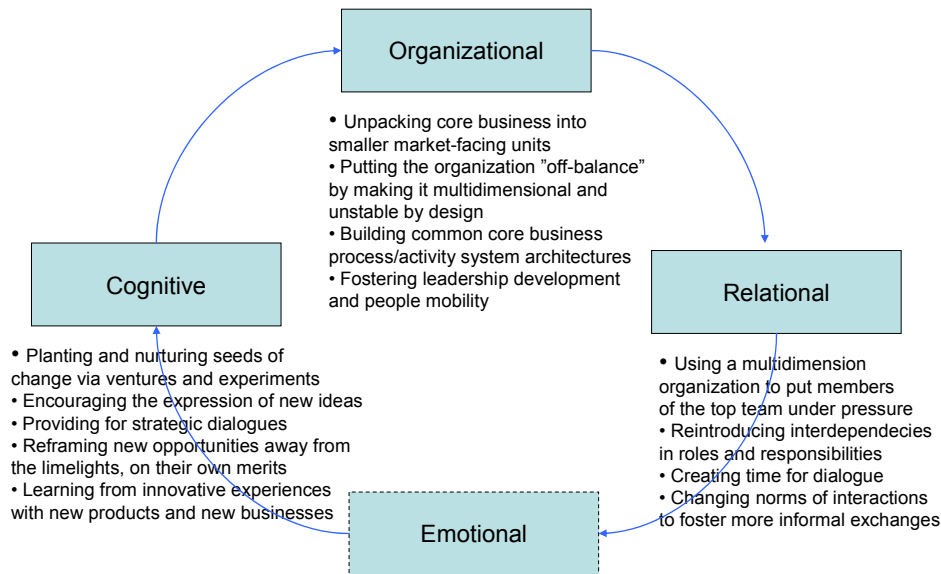 Organizational
• Unpacking core business into
smaller market-facing units
• Putting the organization ”off-balance”
by making it multidimensional and
unstable by design
• Building common core business
process/activity system architectures
• Fostering leadership development
and people mobility
Cognitive
• Planting and nurturing seeds of
change via ventures and experiments
• Encouraging the expression of new ideas
• Providing for strategic dialogues
• Reframing new opportunities away from
the limelights, on their own merits
• Learning from innovative experiences
with new products and new businesses
Relational
• Using a multidimension
organization to put members
of the top team under pressure
• Reintroducing interdependecies
in roles and responsibilities
• Creating time for dialogue
• Changing norms of interactions
to foster more informal exchanges
Emotional